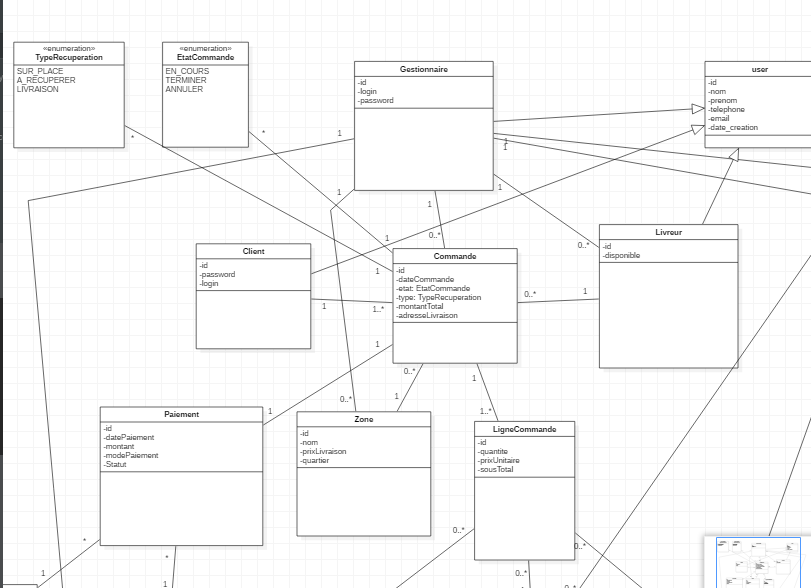 «enumeration»
TypeRecuperation
SUR_PLACE
A_RECUPERER
LIVRAISON
«enumeration»
EtatCommande
EN_COURS
TERMINER
ANNULER
Gestionnaire
-id
-login
-password
user
-id
-nom
-prenom
-telephone
-email
-date_creation
*
*
1
1
1
1
1
1
0..*
0..*
Client
-id
-password
-login
Commande
-id
-dateCommande
-etat: EtatCommande
-type: TypeRecuperation
-montantTotal
-adresseLivraison
Livreur
-id
-disponible
1
1
1
1..*
0..*
1
1
0..*
1
1
0..*
1
1..*
Paiement
-id
-datePaiement
-montant
-modePaiement
-Statut
Zone
-id
-nom
-prixLivraison
-quartier
LigneCommande
-id
-quantite
-prixUnitaire
-sousTotal
*
*
1
1
0..*
0..*
0..*
0..*